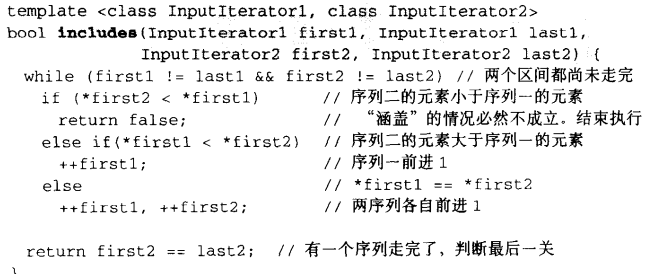 template <class InputIterator1, class InputIterator2>
bool includes(InputIterator1 first1, InputIterator1 last1,
InputIterator2 first2, InputIterator2 last2) {
while (first1 != last1 && first2 != last2) // 两个区间都尚未走完
if (*first2 < *first1) // 序列二的元素小于序列一的元素
return false; // “涵盖”的情况必然不成立。结束执行
else if(*first1 < *first2) // 序列二的元素大于序列一的元素
++first1; // 序列一前进 1
else // *first1 == *first2
++first1, ++first2; // 两序列各自前进 1
return first2 == last2; // 有一个序列走完了，判断最后一关
}